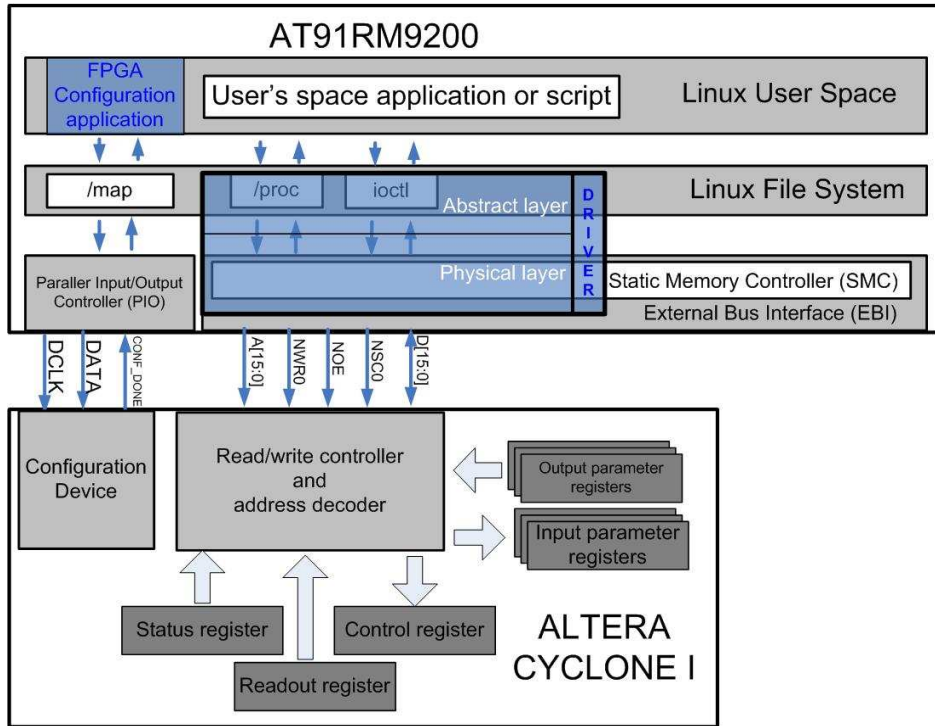 AT91RM9200
FPGA
Configuration
application
User's space application or script
Linux User Space
/map
/proc
ioctl
Linux File System
Abstract layer
DRIVER
Physical layer
Paraller Input/Output
Controller (PIO)
Static Memory Controller (SMC)
External Bus Interface (EBI)
DCLK
DATA
CONF_DONE
A[15:0]
NWR0
NOE
NSC0
D[15:0]
Configuration
Device
Read/write controller
and
address decoder
Output parameter
registers
Input parameter
registers
Status register
Control register
Readout register
ALTERA
CYCLONE I